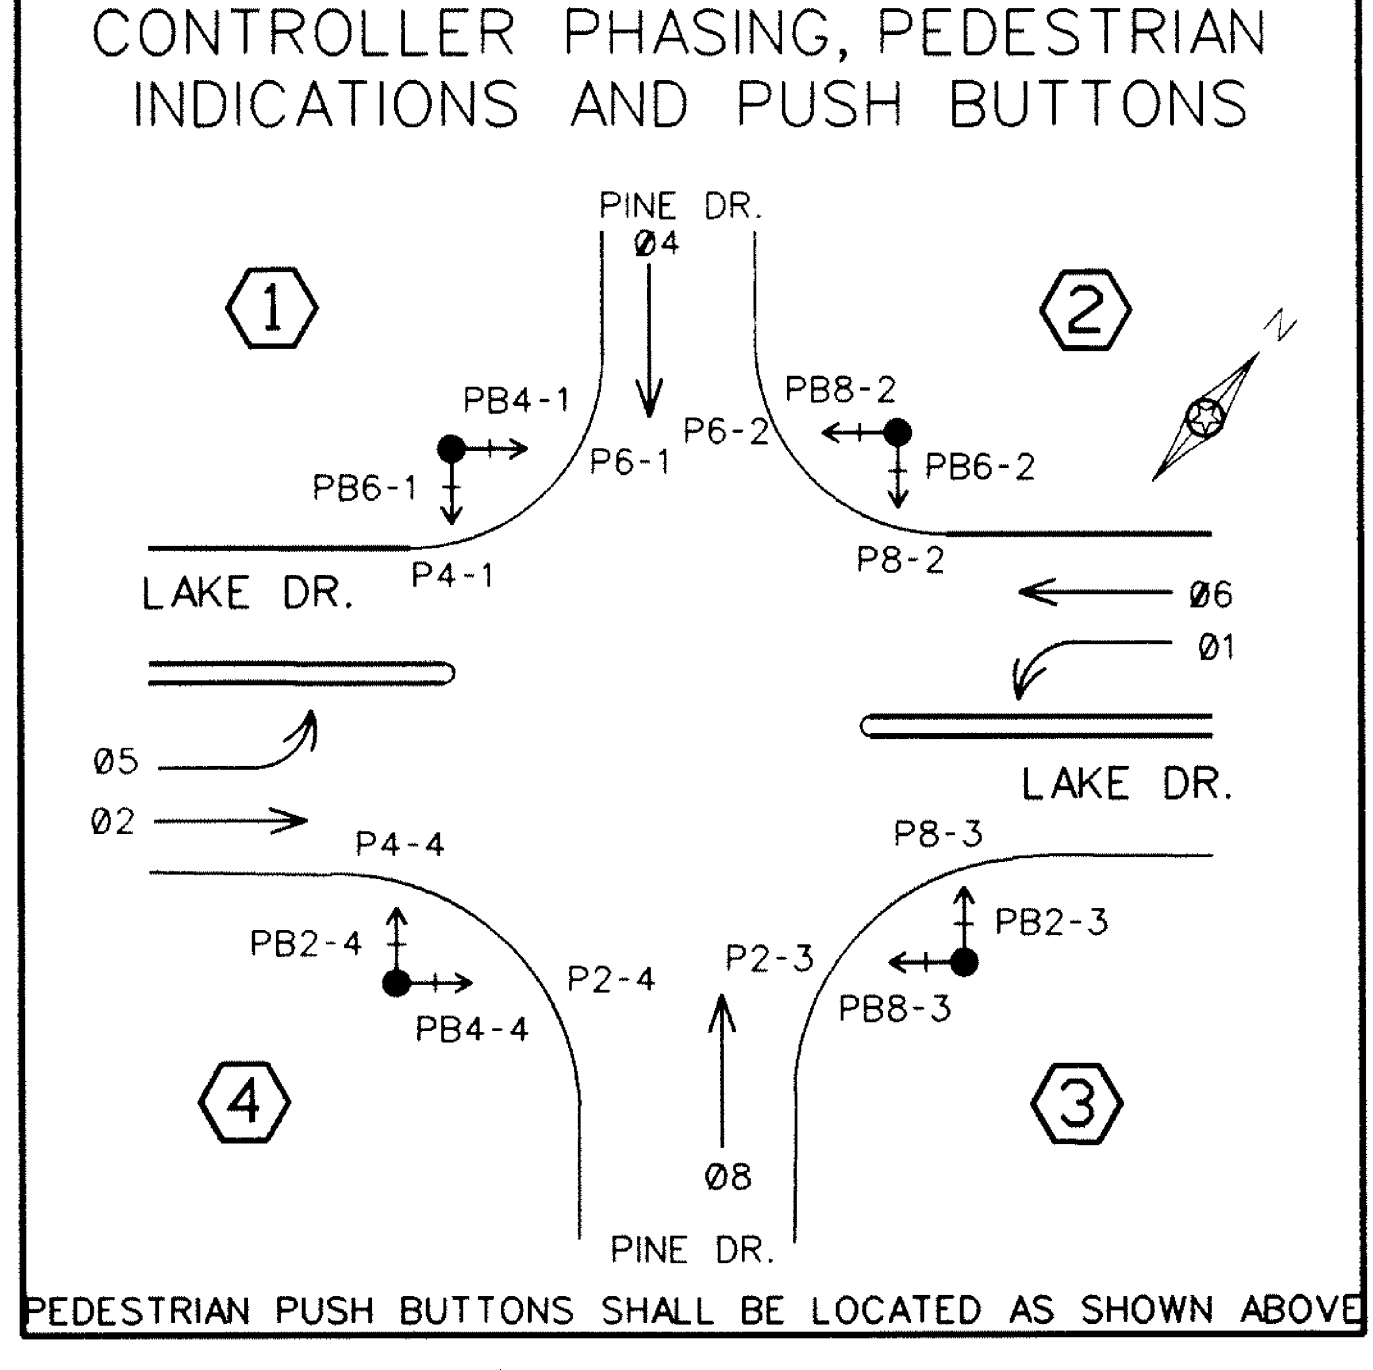 CONTROLLER PHASING, PEDESTRIAN
INDICATIONS AND PUSH BUTTONS
PINE DR.
Ø4
1
2
N
PB4-1
PB8-2
P6-2
P6-1
PB6-1
PB6-2
P4-1
P8-2
LAKE DR.
Ø6
Ø1
Ø5
LAKE DR.
Ø2
P4-4
P8-3
PB2-4
PB2-3
P2-4
P2-3
PB4-4
PB8-3
4
3
Ø8
PINE DR.
PEDESTRIAN PUSH BUTTONS SHALL BE LOCATED AS SHOWN ABOVE